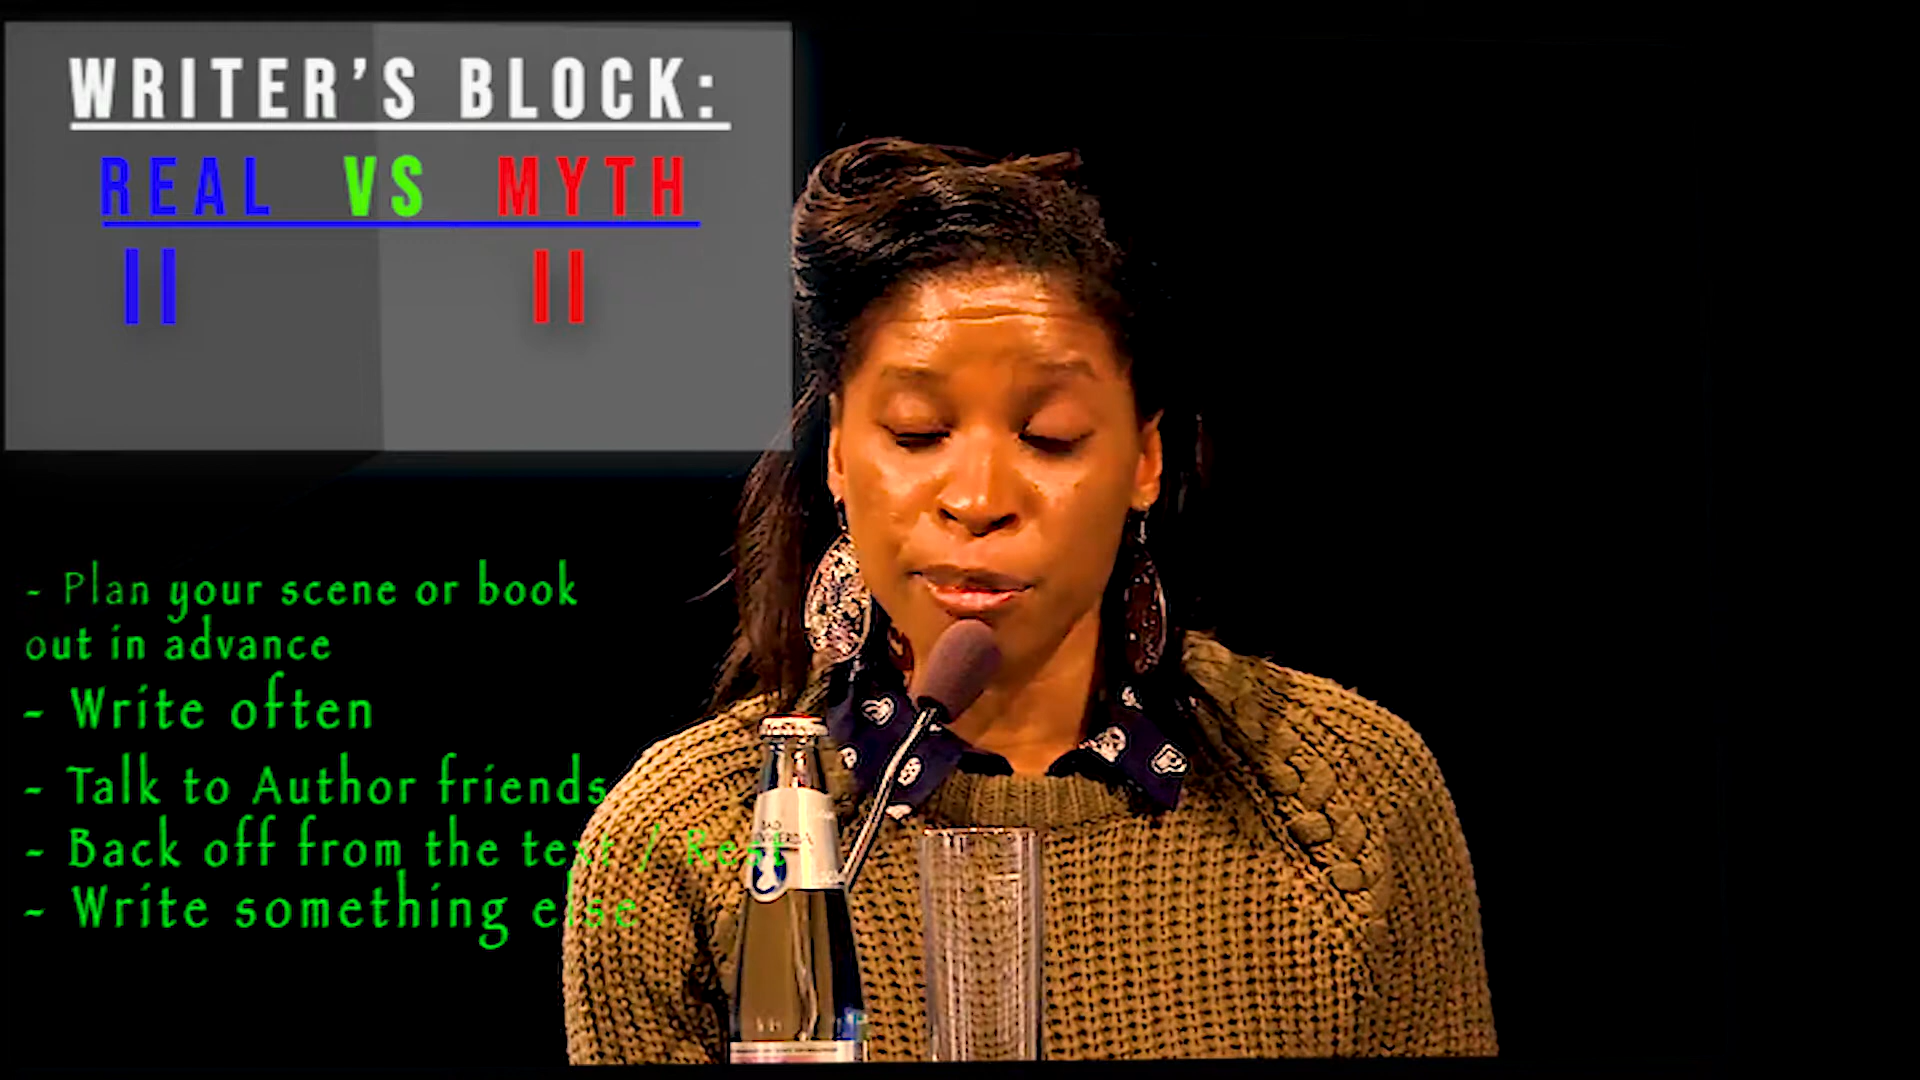 WRITER'S BLOCK:
REAL VS MYTH
II II
- Plan your scene or book
out in advance
- Write often
- Talk to Author friends
- Back off from the text / Rest
- Write something else